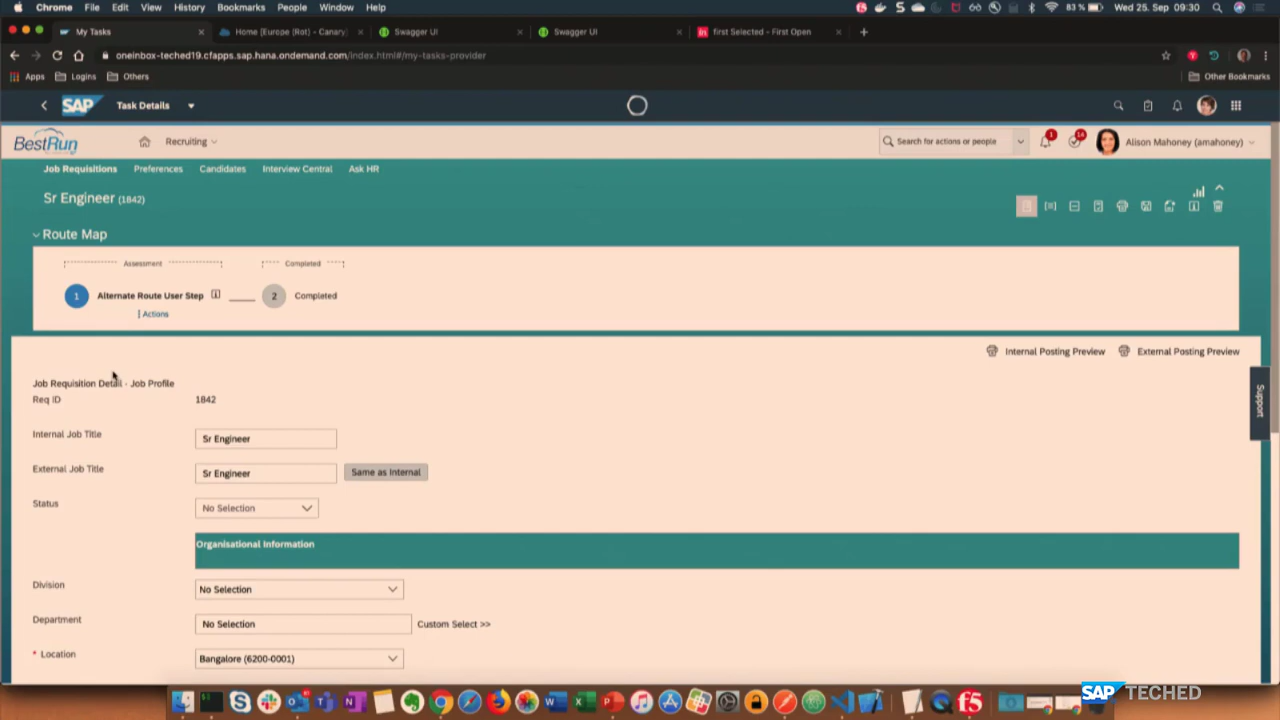 Chrome File Edit View History Bookmarks People Window Help 83 % Wed 25. Sep 09:30
My Tasks Home [Europe (Rot) - Canary Swagger UI Swagger UI first Selected - First Open
oneinbox-teched19.cfapps.sap.hana.ondemand.com/index.html#/my-tasks-provider
Apps Logins Others Other Bookmarks
SAP Task Details
BestRun Recruiting Search for actions or people 1 14 Alison Mahoney (amahoney)
Job Requisitions Preferences Candidates Interview Central Ask HR
Sr Engineer (1842)
Route Map
Assessment Completed
1 Alternate Route User Step 2 Completed
Actions
Internal Posting Preview External Posting Preview
Job Requisition Detail - Job Profile
Req ID 1842
Internal Job Title Sr Engineer
External Job Title Sr Engineer Same as Internal
Status No Selection
Support
Organisational Information
Division No Selection
Department No Selection Custom Select >>
* Location Bangalore (6200-0001)
SAP TECHED